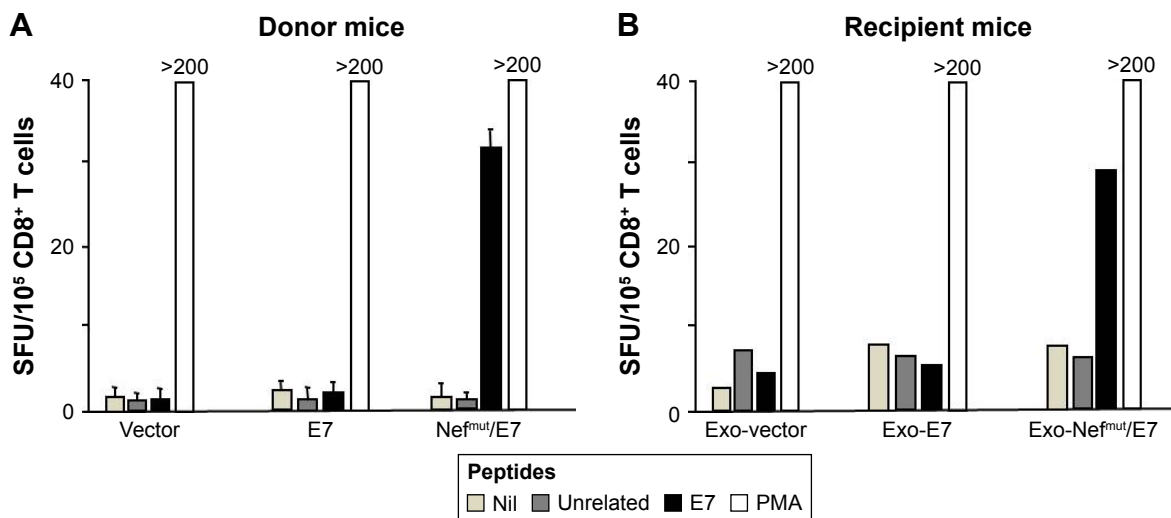 A Donor mice
SFU/10⁵ CD8⁺ T cells
40
20
0
>200 >200 >200
Vector E7 Nefᵐᵘᵗ/E7
B Recipient mice
SFU/10⁵ CD8⁺ T cells
40
20
0
>200 >200 >200
Exo-vector Exo-E7 Exo-Nefᵐᵘᵗ/E7
Peptides
Nil Unrelated E7 PMA